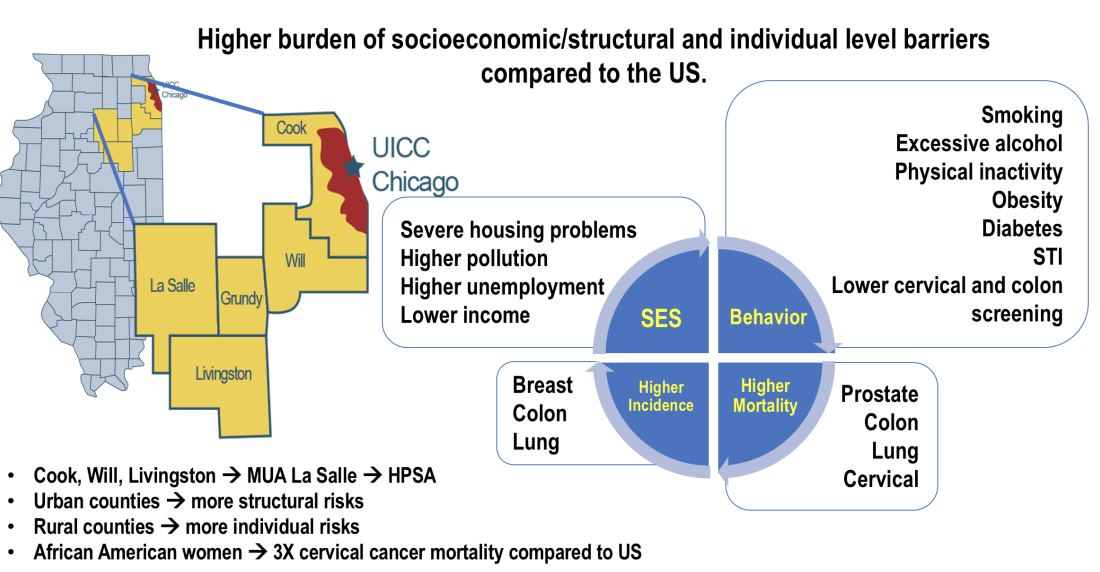 Higher burden of socioeconomic/structural and individual level barriers
compared to the US.
UICC
Chicago
Cook
UICC
Chicago
La Salle
Grundy
Will
Livingston
Severe housing problems
Higher pollution
Higher unemployment
Lower income
Smoking
Excessive alcohol
Physical inactivity
Obesity
Diabetes
STI
Lower cervical and colon
screening
SES
Behavior
Higher
Incidence
Higher
Mortality
Breast
Colon
Lung
Prostate
Colon
Lung
Cervical
• Cook, Will, Livingston → MUA La Salle → HPSA
• Urban counties → more structural risks
• Rural counties → more individual risks
• African American women → 3X cervical cancer mortality compared to US